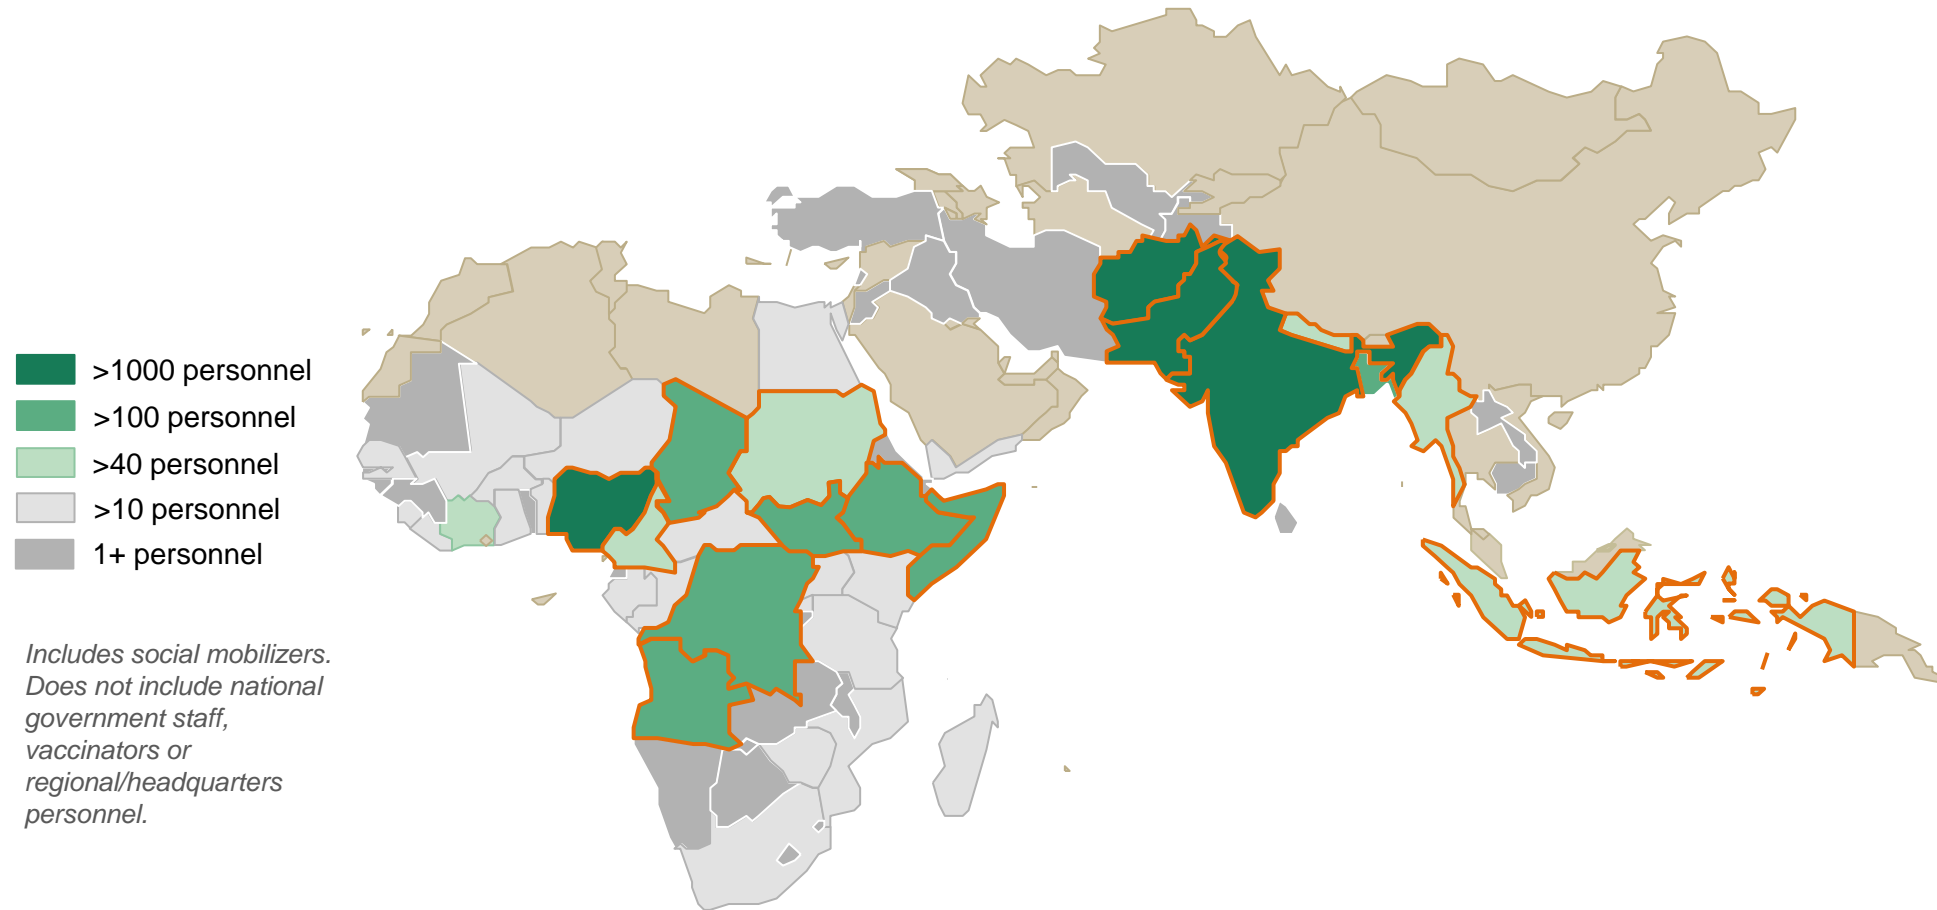 >1000 personnel
>100 personnel
>40 personnel
>10 personnel
1+ personnel
Includes social mobilizers.
Does not include national
government staff,
vaccinators or
regional/headquarters
personnel.